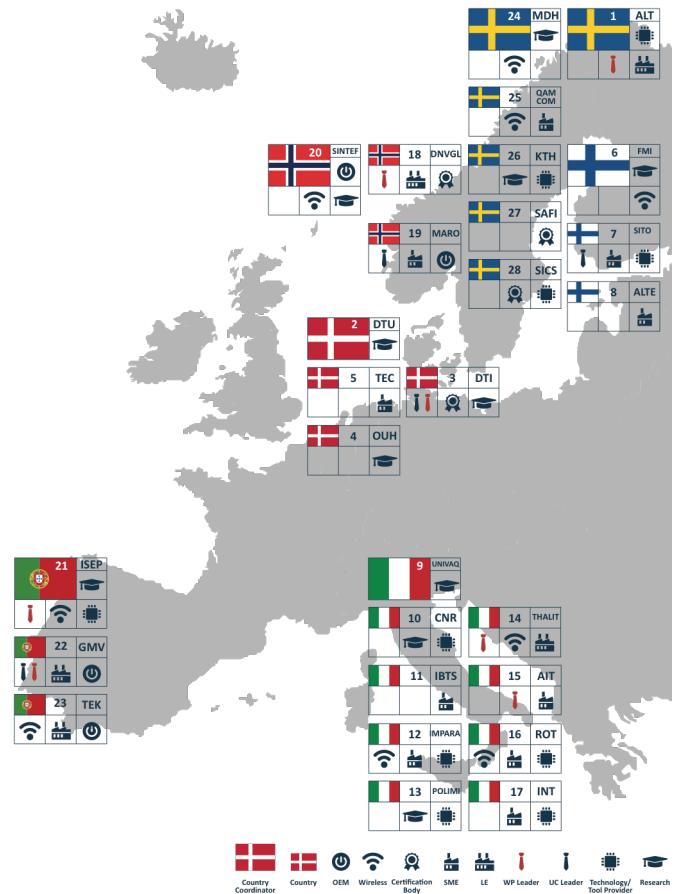 24 MDH
1 ALT
25 QAM
COM
20 SINTEF
18 DNVGL
26 KTH
6 FMI
27 SAFI
19 MARO
7 SITO
28 SICS
8 ALTE
2 DTU
5 TEC
3 DTI
4 OUH
21 ISEP
9 UNIVAQ
10 CNR
14 THALIT
22 GMV
11 IBTS
15 AIT
23 TEK
12 IMPARA
16 ROT
13 POLIMI
17 INT
Country
Coordinator
Country
OEM
Wireless
Certification
Body
SME
LE
WP Leader
UC Leader
Technology/
Tool Provider
Research